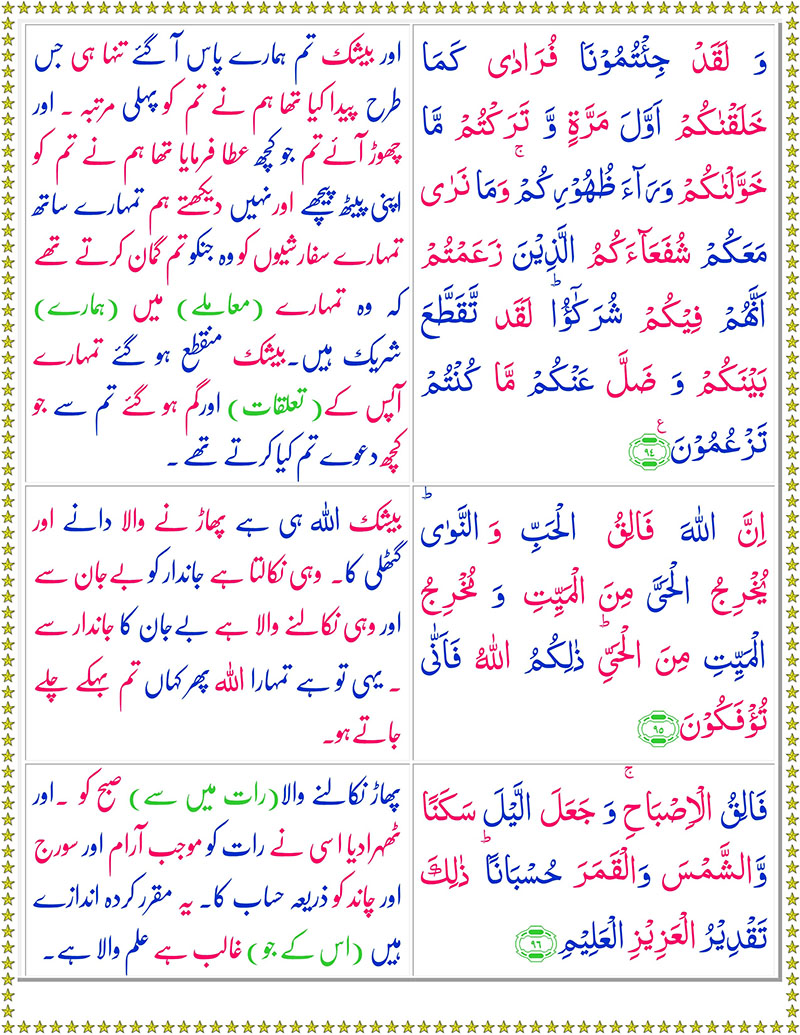 وَ لَقَدۡ جِئۡتُمُوۡنَا فُرَادٰى كَمَا
خَلَقۡنٰكُمۡ اَوَّلَ مَرَّةٍ وَّ تَرَكۡتُمۡ مَّا
خَوَّلۡنٰكُمۡ وَرَآءَ ظُهُوۡرِكُمۡ‌ۚ وَمَا نَرٰى
مَعَكُمۡ شُفَعَآءَكُمُ الَّذِيۡنَ زَعَمۡتُمۡ
اَنَّهُمۡ فِيۡكُمۡ شُرَكٰٓؤُا‌ ؕ لَقَد تَّقَطَّعَ
بَيۡنَكُمۡ وَ ضَلَّ عَنۡكُمۡ مَّا كُنۡتُمۡ
تَزۡعُمُوۡنَ ﴿۹۴﴾ ع
اور بیشک تم ہمارے پاس آ گئے تنہا ہی جس
طرح پیدا کیا تھا ہم نے تم کو پہلی مرتبہ ۔ اور
چھوڑ آئے تم جو کچھ عطا فرمایا تھا ہم نے تم کو
اپنی پیٹھ پیچھے اور نہیں دیکھتے ہم تمہارے ساتھ
تمہارے سفارشیوں کو وہ جنکو تم گمان کرتے تھے
کہ وہ تمہارے (معاملے) میں (ہمارے)
شریک ہیں۔ بیشک منقطع ہو گئے تمہارے
آپس کے (تعلقات) اور گم ہو گئے تم سے جو
کچھ دعوے تم کیا کرتے تھے ۔
اِنَّ اللّٰهَ فَالِقُ الۡحَبِّ وَ النَّوٰى‌ؕ
يُخۡرِجُ الۡحَىَّ مِنَ الۡمَيِّتِ وَ مُخۡرِجُ
الۡمَيِّتِ مِنَ الۡحَىِّ‌ ؕ ذٰلِكُمُ اللّٰهُ‌ فَاَنّٰى
تُؤۡفَكُوۡنَ ﴿۹۵﴾
بیشک اللہ ہی ہے پھاڑ نے والا دانے اور
گٹھلی کا۔ وہی نکالتا ہے جاندار کو بے جان سے
اور وہی نکالنے والا ہے بے جان کا جاندار سے
۔ یہی تو ہے تمہارا اللہ پھر کہاں تم بہکے چلے
جاتے ہو۔
فَالِقُ الۡاِصۡبَاحِ‌ۚ وَ جَعَلَ الَّيۡلَ سَكَنًا
وَّالشَّمۡسَ وَالۡقَمَرَ حُسۡبَانًا‌ ؕ ذٰلِكَ
تَقۡدِيۡرُ الۡعَزِيۡزِ الۡعَلِيۡمِ ﴿۹۶﴾
پھاڑ نکالنے والا (رات میں سے) صبح کو ۔ اور
ٹھہرا دیا اسی نے رات کو موجب آرام اور سورج
اور چاند کو ذریعہ حساب کا۔ یہ مقرر کردہ اندازے
ہیں (اس کے جو) غالب ہے علم والا ہے۔